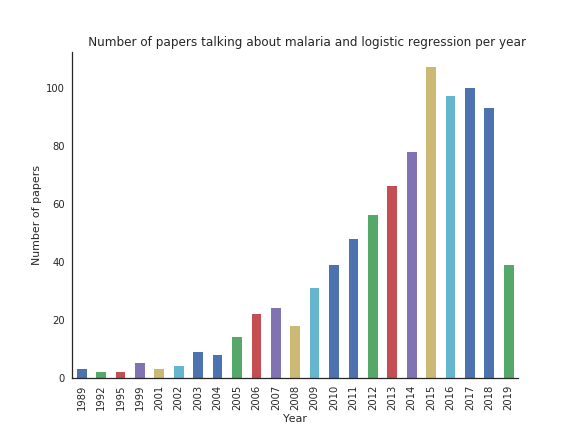 Number of papers talking about malaria and logistic regression per year
Number of papers
100
80
60
40
20
0
1989 1992 1995 1999 2001 2002 2003 2004 2005 2006 2007 2008 2009 2010 2011 2012 2013 2014 2015 2016 2017 2018 2019
Year